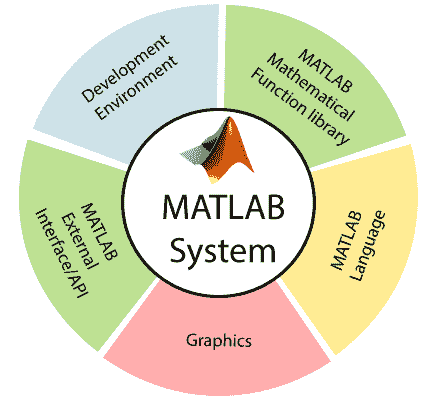 Development
Environment
MATLAB
Mathematical
Function library
MATLAB
Language
Graphics
MATLAB
External
Interface/API
MATLAB
System